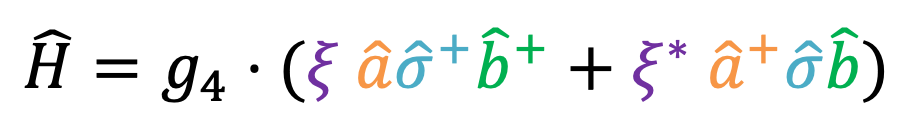 Ĥ = g₄ · (ξ âσ̂⁺b̂⁺ + ξ* â⁺σ̂b̂)